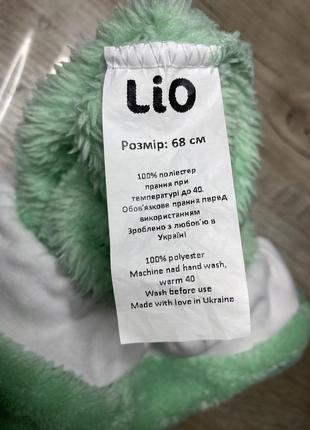 LiO
Розмір: 68 см
100% поліестер
прання при
температурі до 40.
Обов'язкове прання перед
використанням
Зроблено з любов'ю в
Україні
100% polyester
Machine nad hand wash,
warm 40
Wash before use
Made with love in Ukraine